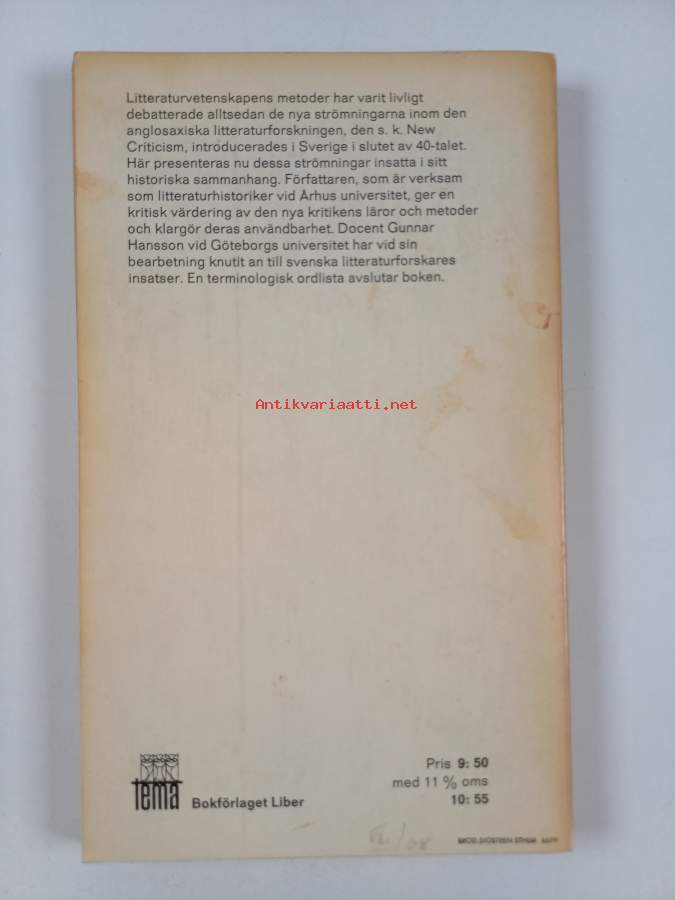 Litteraturvetenskapens metoder har varit livligt
debatterade alltsedan de nya strömningarna inom den
anglosaxiska litteraturforskningen, den s. k. New
Criticism, introducerades i Sverige i slutet av 40-talet.
Här presenteras nu dessa strömningar insatta i sitt
historiska sammanhang. Författaren, som är verksam
som litteraturhistoriker vid Århus universitet, ger en
kritisk värdering av den nya kritikens läror och metoder
och klargör deras användbarhet. Docent Gunnar
Hansson vid Göteborgs universitet har vid sin
bearbetning knutit an till svenska litteraturforskares
insatser. En terminologisk ordlista avslutar boken.
Antikvariaatti.net
tema
Bokförlaget Liber
Pris 9: 50
med 11 % oms
10: 55